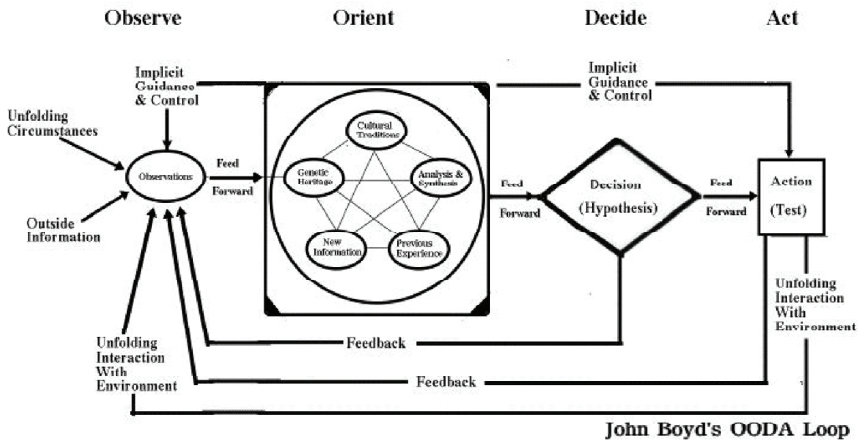 Observe
Orient
Decide
Act
Implicit
Guidance
& Control
Implicit
Guidance
& Control
Unfolding
Circumstances
Observations
Outside
Information
Feed
Forward
Cultural
Traditions
Genetic
Heritage
Analysis &
Synthesis
New
Information
Previous
Experience
Feed
Forward
Decision
(Hypothesis)
Feed
Forward
Action
(Test)
Unfolding
Interaction
With
Environment
Unfolding
Interaction
With
Environment
Feedback
Feedback
John Boyd's OODA Loop